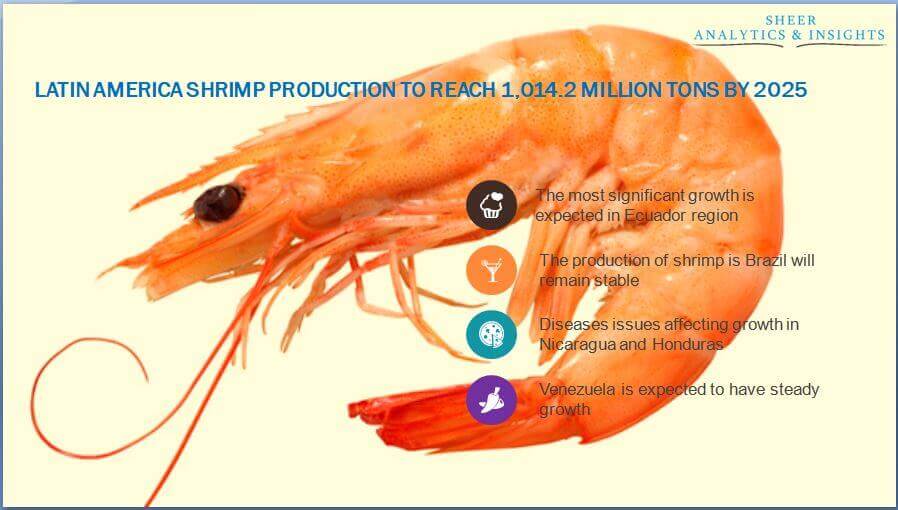 SHEER
ANALYTICS & INSIGHTS
LATIN AMERICA SHRIMP PRODUCTION TO REACH 1,014.2 MILLION TONS BY 2025
The most significant growth is
expected in Ecuador region
The production of shrimp is Brazil will
remain stable
Diseases issues affecting growth in
Nicaragua and Honduras
Venezuela is expected to have steady
growth